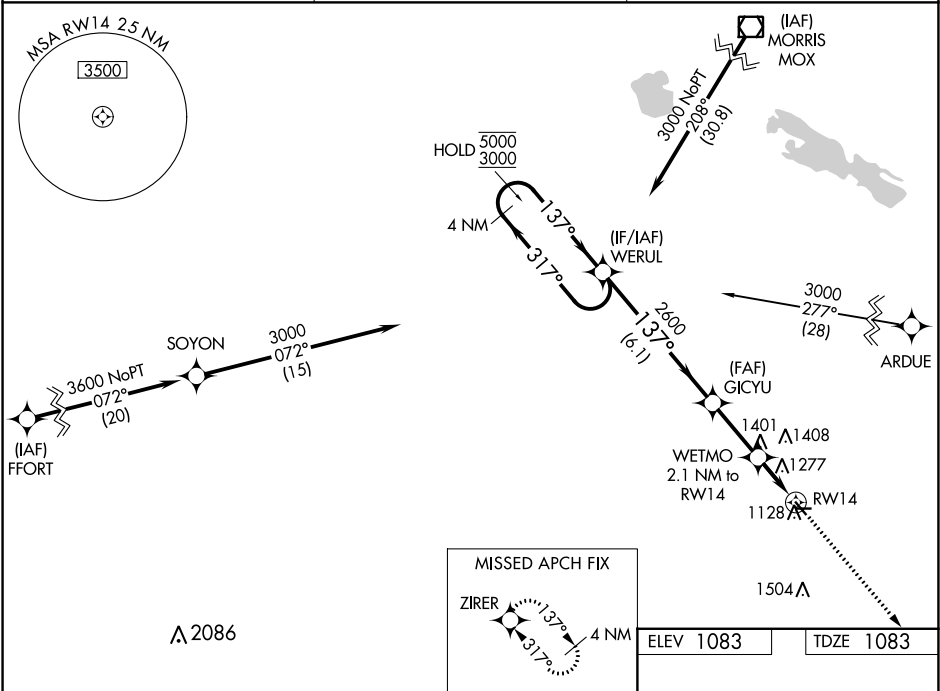 MSA RW14 25 NM
3500
(IAF)
MORRIS
MOX
3000 NoPT
208°
(30.8)
HOLD 5000
3000
4 NM
137°
317°
(IF/IAF)
WERUL
2600
137°
(6.1)
3000
277°
(28)
ARDUE
SOYON
3000
072°
(15)
3600 NoPT
072°
(20)
(IAF)
FFORT
(FAF)
GICYU
1401
1408
WETMO
2.1 NM to
RW14
1277
RW14
1128
1504
MISSED APCH FIX
ZIRER
137°
317°
4 NM
2086
ELEV 1083
TDZE 1083